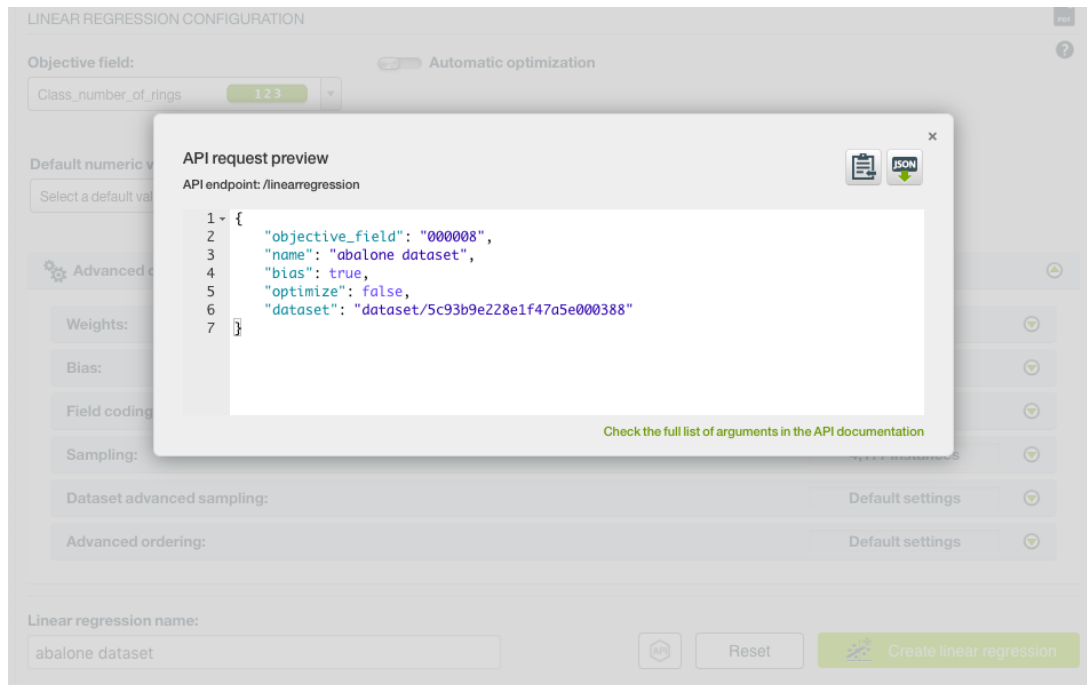 LINEAR REGRESSION CONFIGURATION
PDF
Objective field:
Automatic optimization
?
Class_number_of_rings 123
API request preview
JSON
×
Default numeric v
API endpoint: /linearregression
Select a default val
1 {
2 "objective_field": "000008",
3 "name": "abalone dataset",
4 "bias": true,
5 "optimize": false,
6 "dataset": "dataset/5c93b9e228e1f47a5e000388"
7 }
Advanced c
Weights:
Bias:
Field coding
Check the full list of arguments in the API documentation
Sampling:
Dataset advanced sampling: Default settings
Advanced ordering: Default settings
Linear regression name:
abalone dataset
API
Reset
Create linear regression